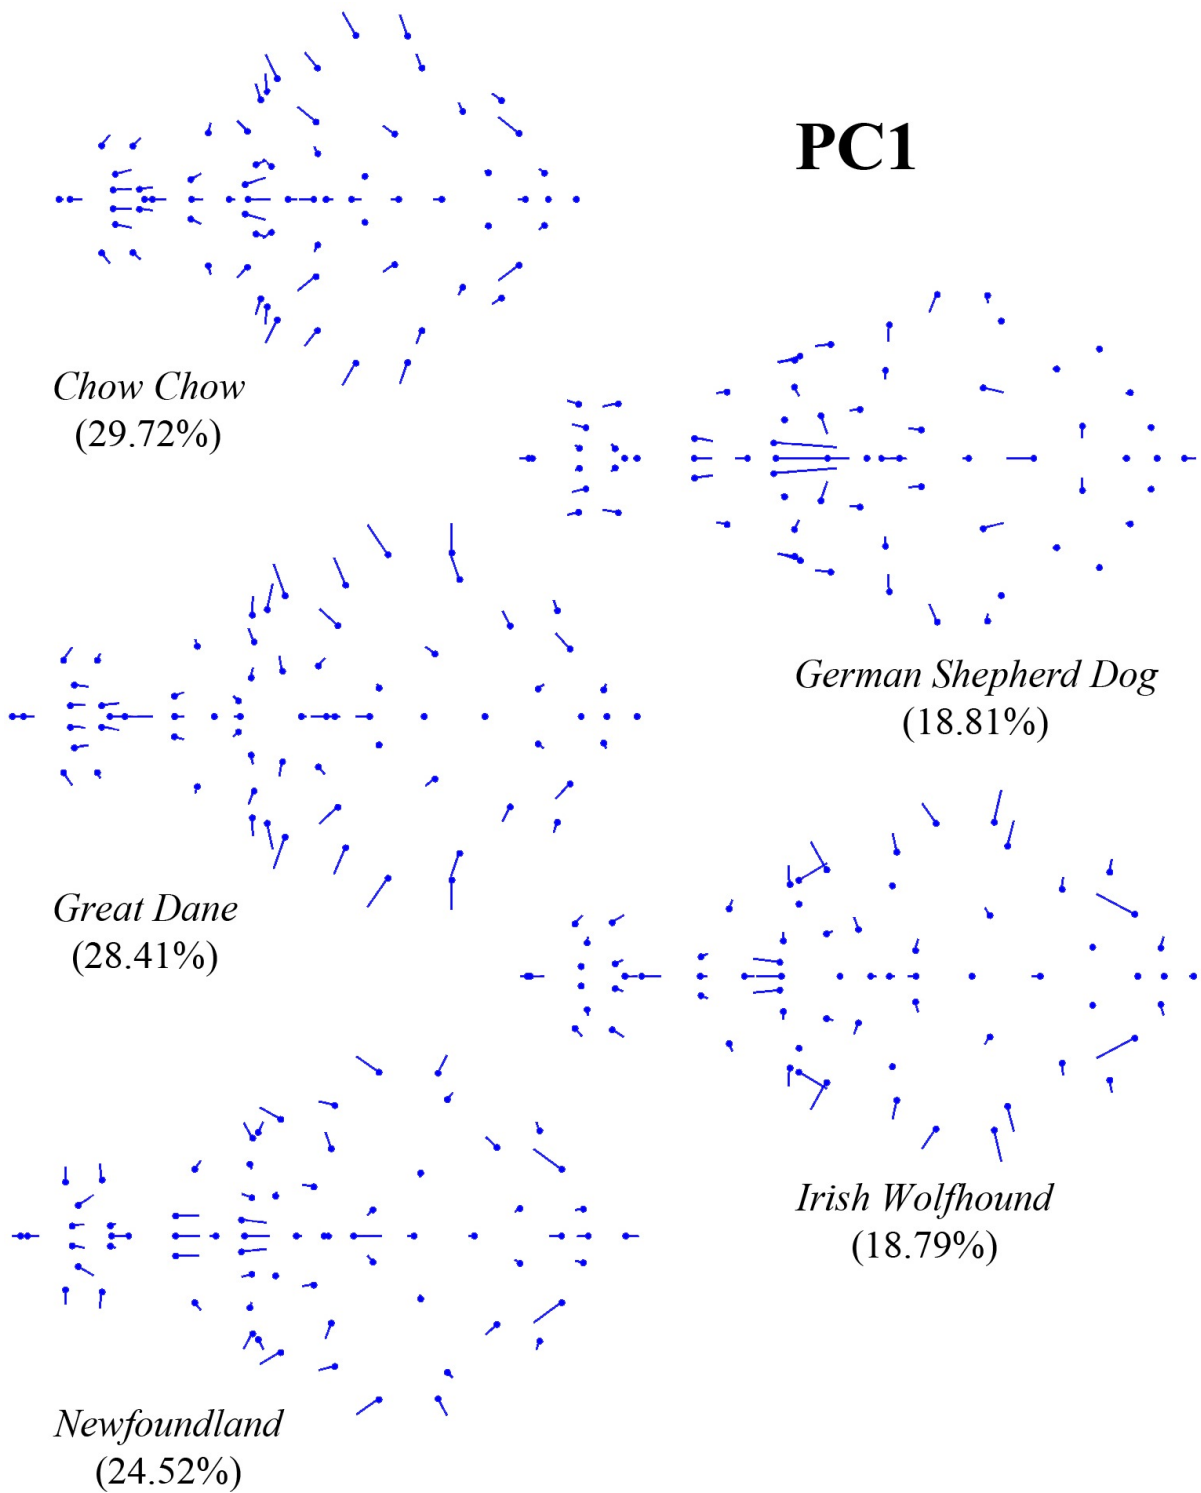 PC1
Chow Chow
(29.72%)
German Shepherd Dog
(18.81%)
Great Dane
(28.41%)
Irish Wolfhound
(18.79%)
Newfoundland
(24.52%)